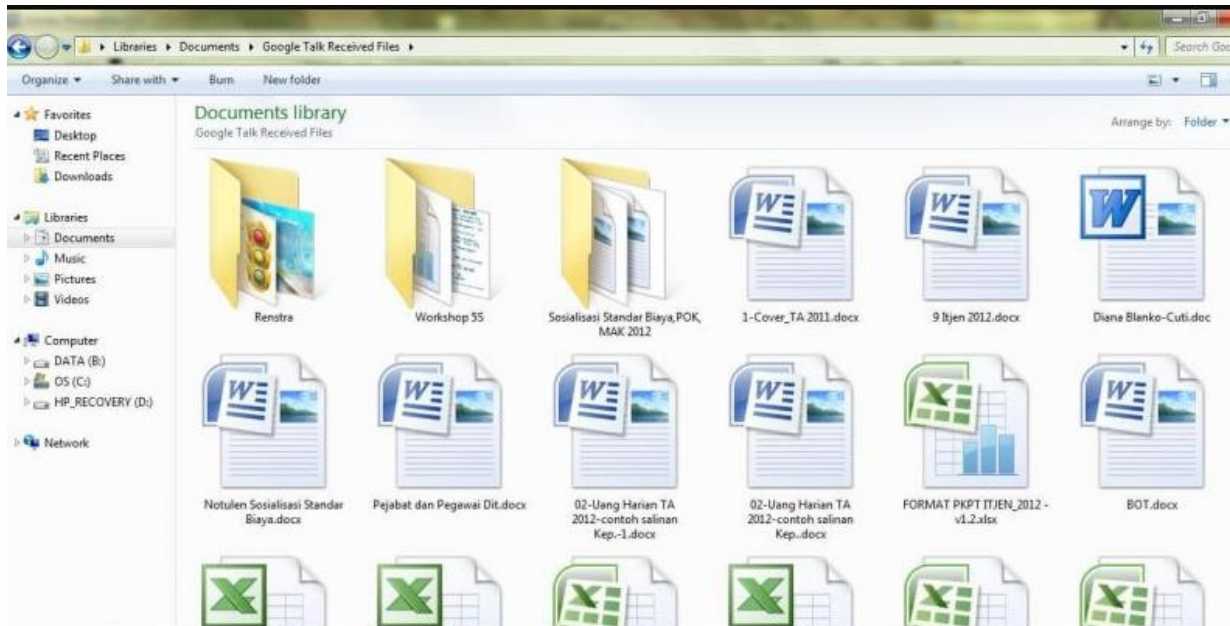 Libraries Documents Google Talk Received Files
Search Goo
Organize Share with Burn New folder
Favorites
Desktop
Recent Places
Downloads
Libraries
Documents
Music
Pictures
Videos
Computer
DATA (B:)
OS (C:)
HP_RECOVERY (D:)
Network
Documents library
Google Talk Received Files
Arrange by: Folder
Renstra
Workshop 5S
Sosialisasi Standar Biaya,POK,
MAK 2012
1-Cover_TA 2011.docx
9 Itjen 2012.docx
Diana Blanko-Cuti.doc
Notulen Sosialisasi Standar
Biaya.docx
Pejabat dan Pegawai Dit.docx
02-Uang Harian TA
2012-contoh salinan
Kep.-1.docx
02-Uang Harian TA
2012-contoh salinan
Kep..docx
FORMAT PKPT ITJEN_2012 -
v1.2.xlsx
BOT.docx